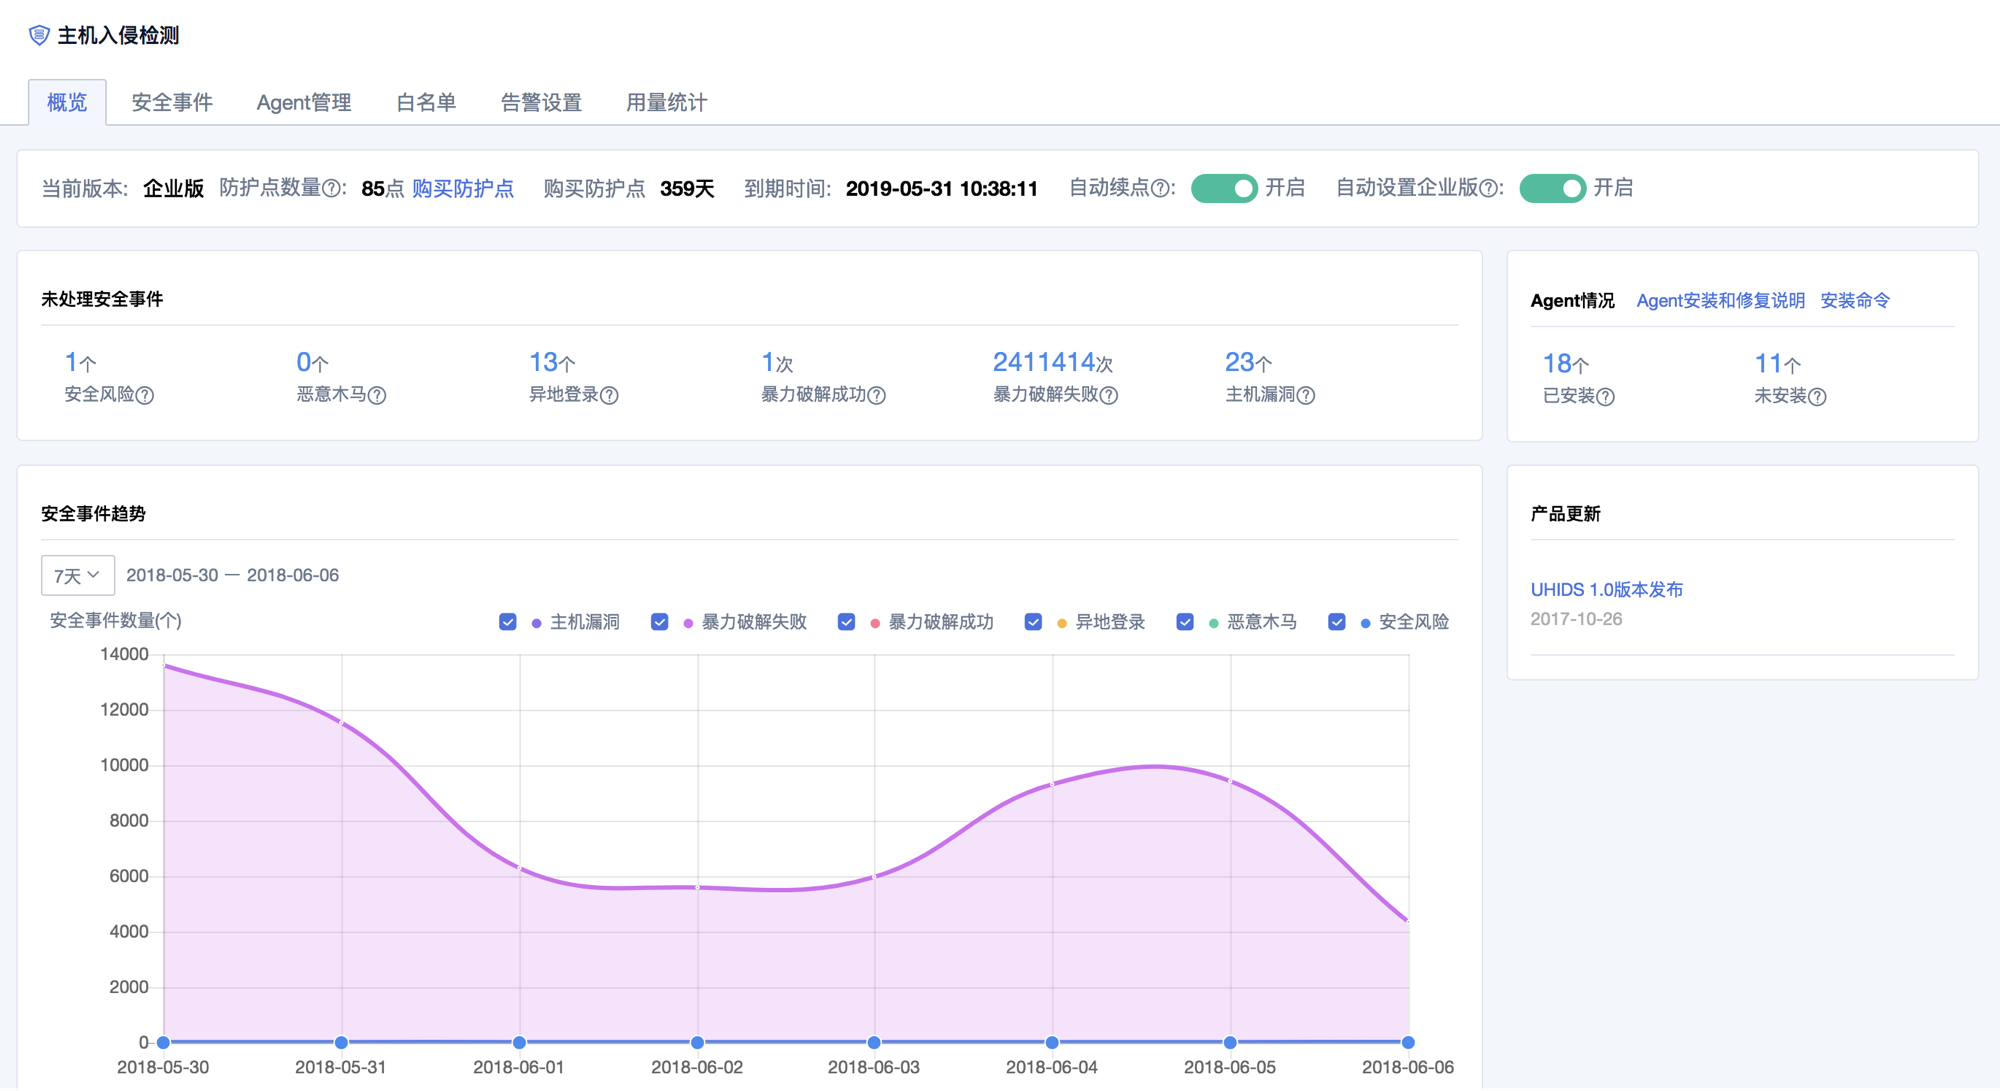 主机入侵检测
概览 安全事件 Agent管理 白名单 告警设置 用量统计
当前版本: 企业版 防护点数量?: 85点 购买防护点 购买防护点 359天 到期时间: 2019-05-31 10:38:11 自动续点?: 开启 自动设置企业版?: 开启
未处理安全事件
1个 0个 13个 1次 2411414次 23个
安全风险? 恶意木马? 异地登录? 暴力破解成功? 暴力破解失败? 主机漏洞?
Agent情况 Agent安装和修复说明 安装命令
18个 11个
已安装? 未安装?
安全事件趋势
7天 2018-05-30 — 2018-06-06
安全事件数量(个) 主机漏洞 暴力破解失败 暴力破解成功 异地登录 恶意木马 安全风险
14000
12000
10000
8000
6000
4000
2000
0
2018-05-30 2018-05-31 2018-06-01 2018-06-02 2018-06-03 2018-06-04 2018-06-05 2018-06-06
产品更新
UHIDS 1.0版本发布
2017-10-26